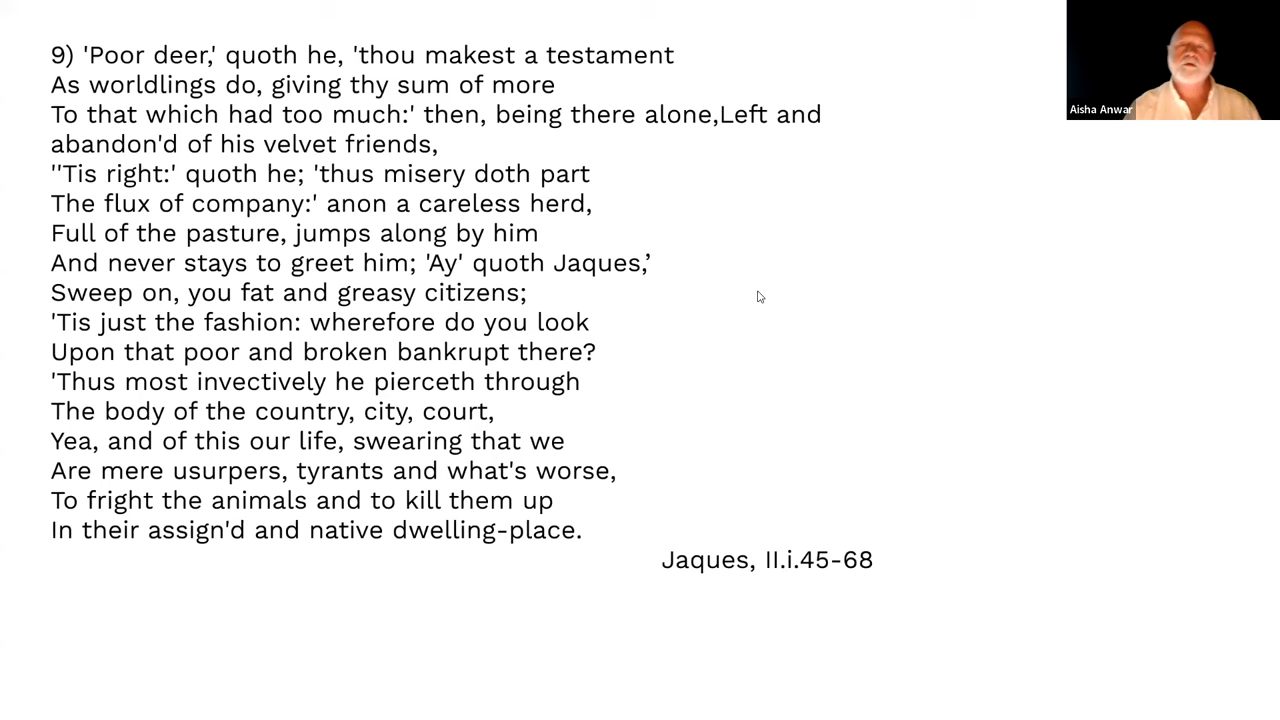 9) 'Poor deer,' quoth he, 'thou makest a testament
As worldlings do, giving thy sum of more
To that which had too much:' then, being there alone,Left and
abandon'd of his velvet friends,
''Tis right:' quoth he; 'thus misery doth part
The flux of company:' anon a careless herd,
Full of the pasture, jumps along by him
And never stays to greet him; 'Ay' quoth Jaques,’
Sweep on, you fat and greasy citizens;
'Tis just the fashion: wherefore do you look
Upon that poor and broken bankrupt there?
'Thus most invectively he pierceth through
The body of the country, city, court,
Yea, and of this our life, swearing that we
Are mere usurpers, tyrants and what's worse,
To fright the animals and to kill them up
In their assign'd and native dwelling-place.
Jaques, II.i.45-68
Aisha Anwar